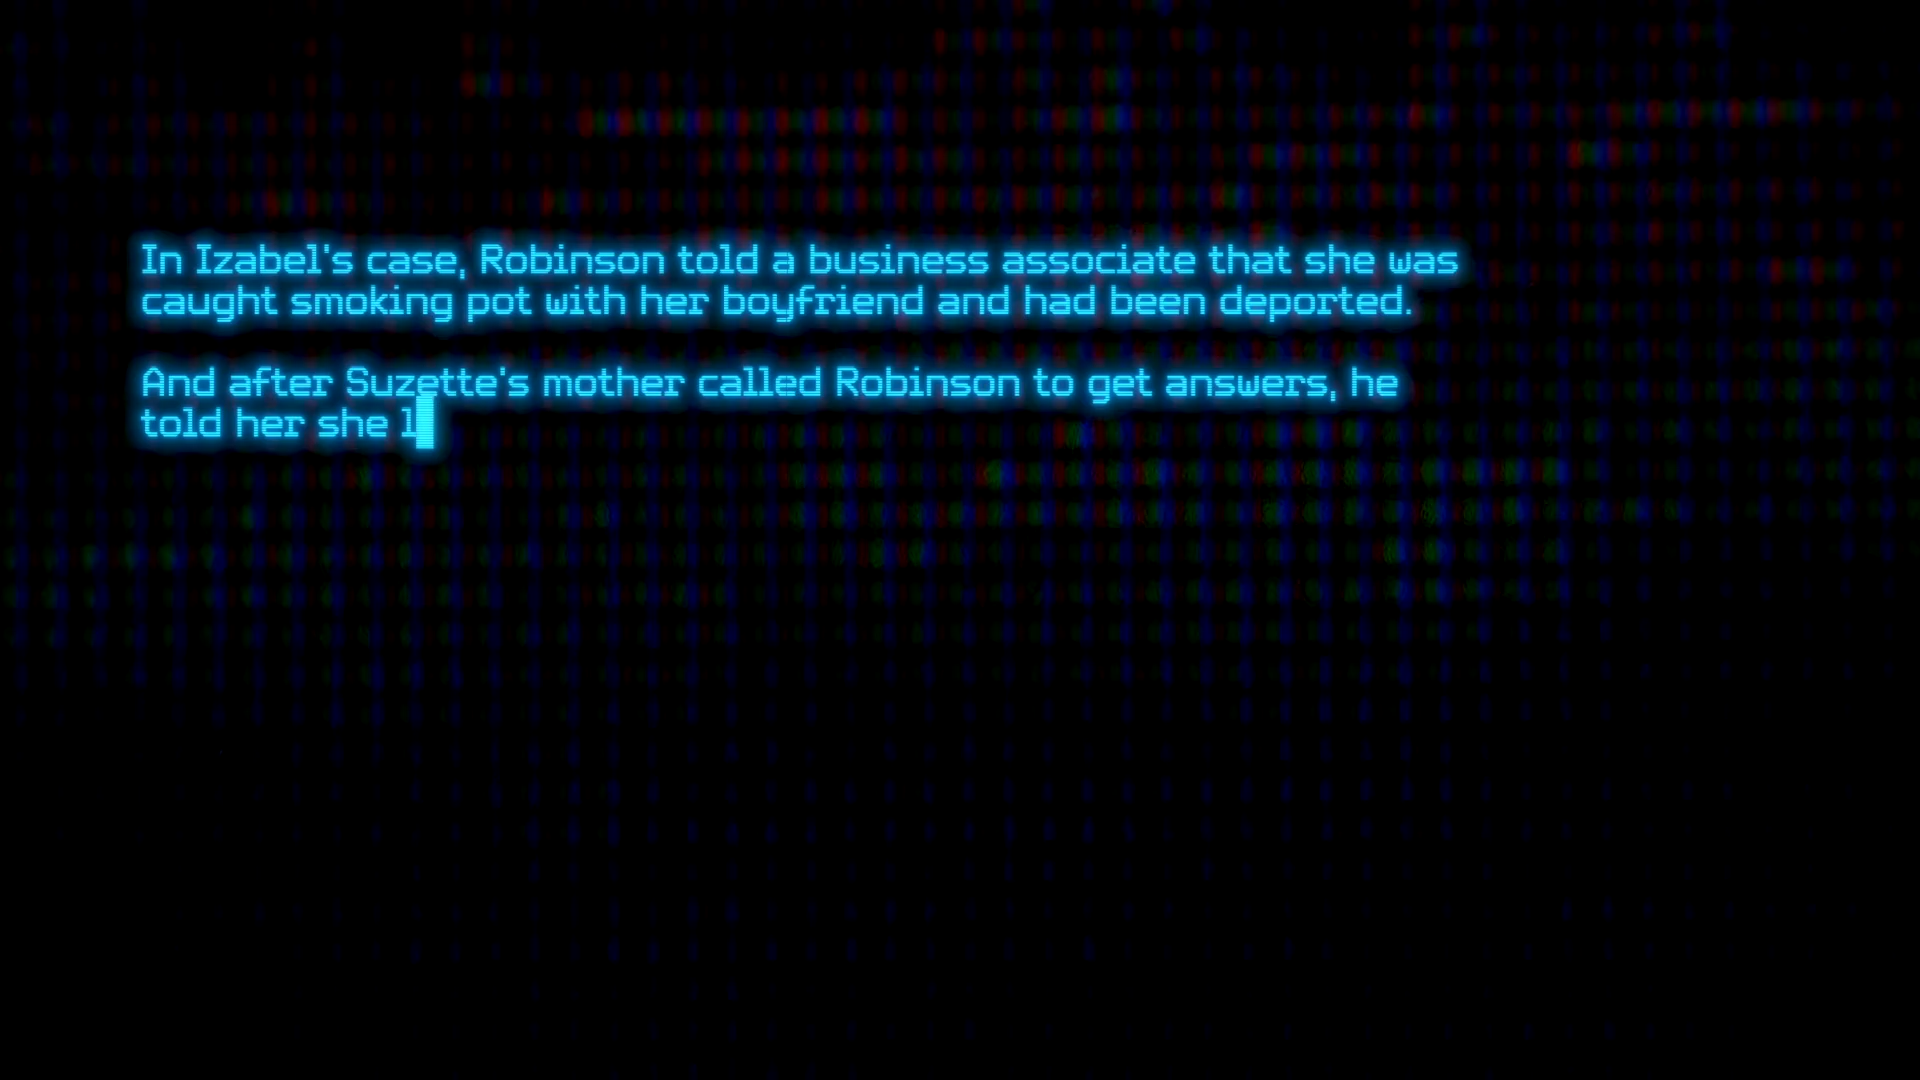 In Izabel's case, Robinson told a business associate that she was
caught smoking pot with her boyfriend and had been deported.
And after Suzette's mother called Robinson to get answers, he
told her she l